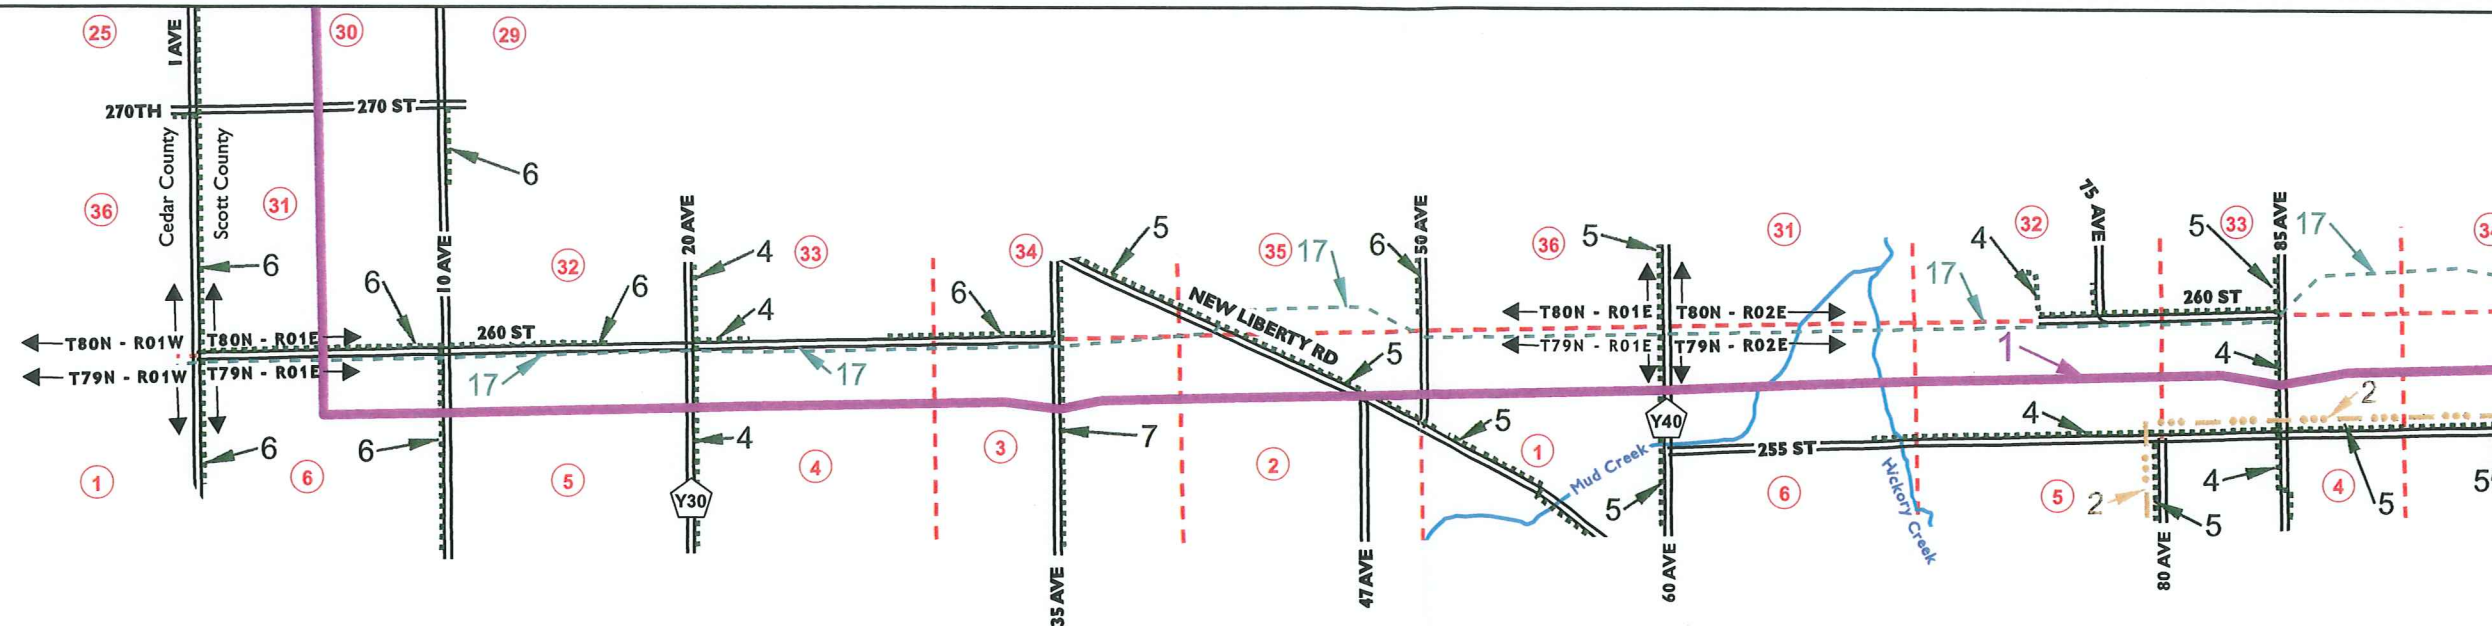 25
1 AVE
30
29
270TH
270 ST
6
Cedar County
Scott County
36
31
6
10 AVE
32
6
6
20 AVE
4
33
34
5
35
17
6
50 AVE
36
5
31
75 AVE
4
32
5
33
85 AVE
17
17
260 ST
T80N - R01W
T80N - R01E
T79N - R01W
T79N - R01E
260 ST
17
4
17
6
NEW LIBERTY RD
5
T80N - R01E
T80N - R02E
T79N - R01E
T79N - R02E
1
4
2
6
6
6
4
7
Y40
4
1
6
5
Y30
4
3
2
5
1
Mud Creek
255 ST
5
6
Hickory Creek
2
5
5
4
4
5
5
35 AVE
47 AVE
60 AVE
80 AVE